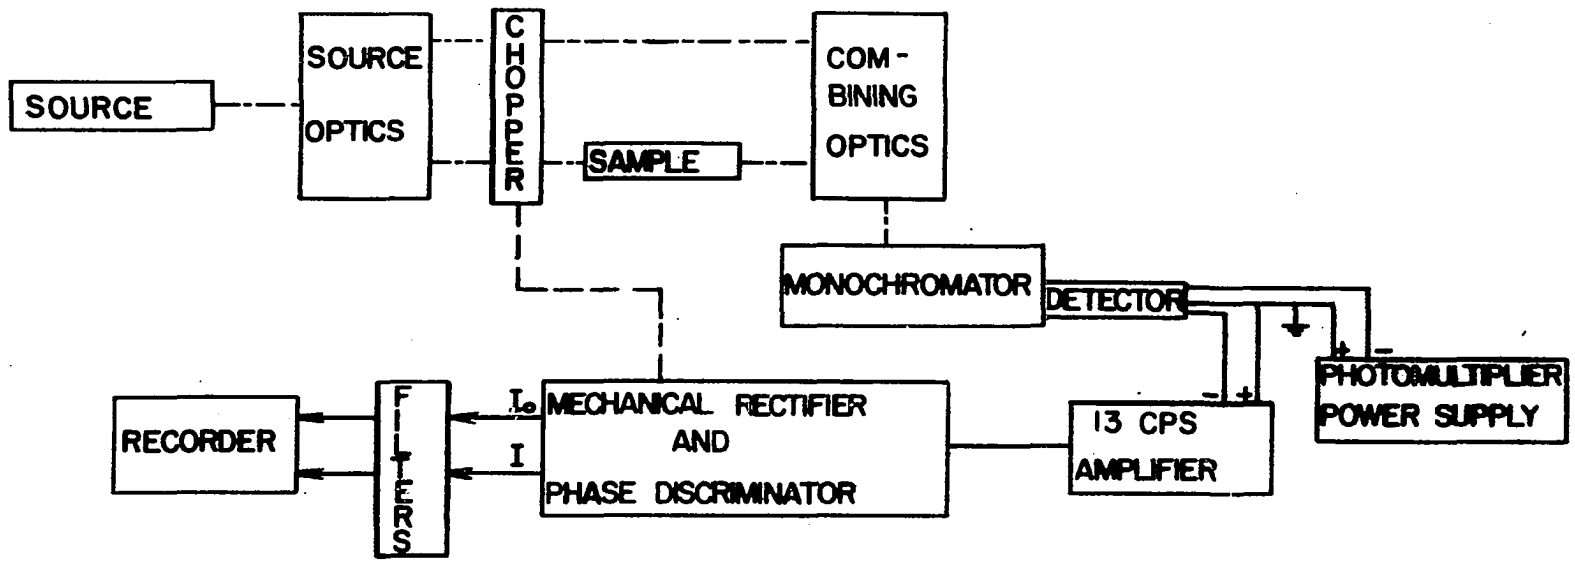 SOURCE
SOURCE
OPTICS
CHOPPER
SAMPLE
COM-
BINING
OPTICS
MONOCHROMATOR
DETECTOR
+ -
PHOTOMULTIPLIER
POWER SUPPLY
- +
13 CPS
AMPLIFIER
MECHANICAL RECTIFIER
AND
PHASE DISCRIMINATOR
I₀
I
FILTERS
RECORDER